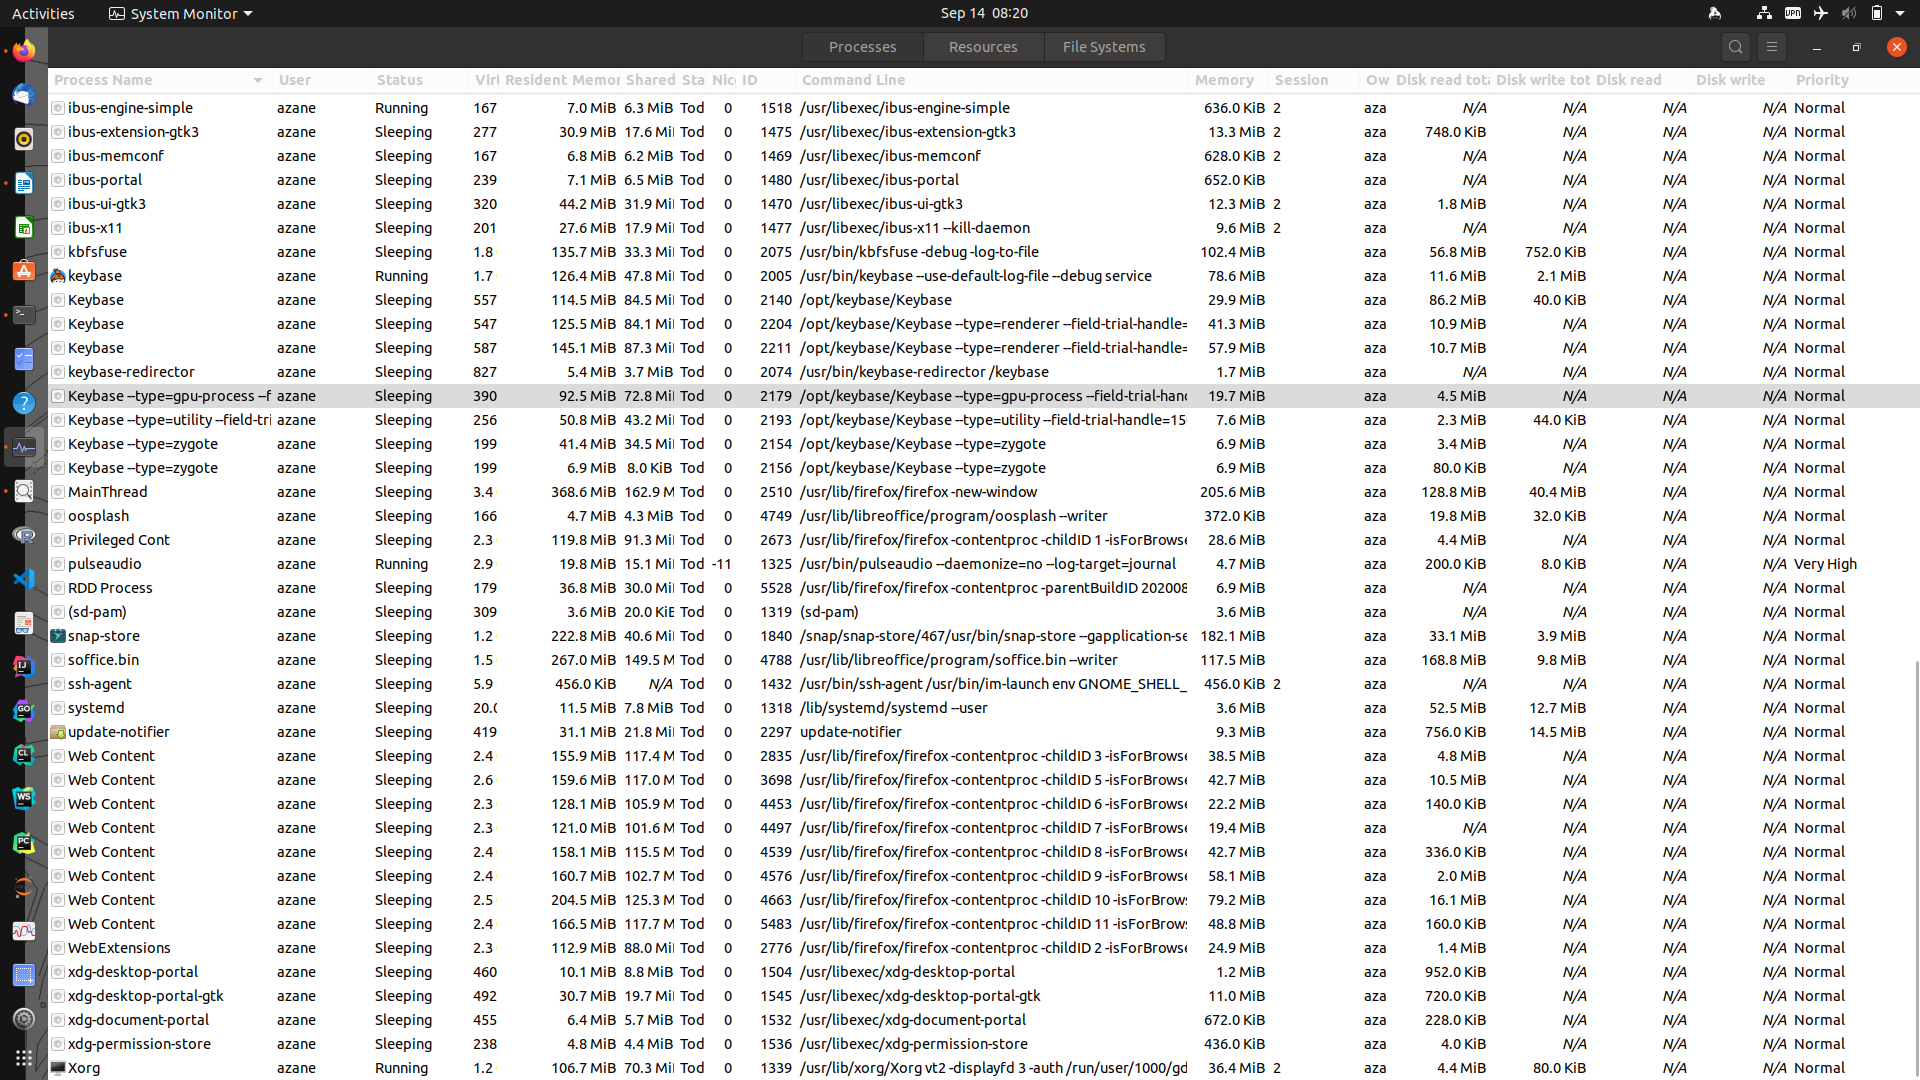 Activities System Monitor Sep 14 08:20 VPN
Processes Resources File Systems
Process Name User Status Virt Resident Memor Shared Sta Nic ID Command Line Memory Session Ow Disk read tota Disk write tot Disk read Disk write Priority
ibus-engine-simple azane Running 167 7.0 MiB 6.3 MiB Tod 0 1518 /usr/libexec/ibus-engine-simple 636.0 KiB 2 aza N/A N/A N/A N/A Normal
ibus-extension-gtk3 azane Sleeping 277 30.9 MiB 17.6 Mi Tod 0 1475 /usr/libexec/ibus-extension-gtk3 13.3 MiB 2 aza 748.0 KiB N/A N/A N/A Normal
ibus-memconf azane Sleeping 167 6.8 MiB 6.2 MiB Tod 0 1469 /usr/libexec/ibus-memconf 628.0 KiB 2 aza N/A N/A N/A N/A Normal
ibus-portal azane Sleeping 239 7.1 MiB 6.5 MiB Tod 0 1480 /usr/libexec/ibus-portal 652.0 KiB aza N/A N/A N/A N/A Normal
ibus-ui-gtk3 azane Sleeping 320 44.2 MiB 31.9 Mi Tod 0 1470 /usr/libexec/ibus-ui-gtk3 12.3 MiB 2 aza 1.8 MiB N/A N/A N/A Normal
ibus-x11 azane Sleeping 201 27.6 MiB 17.9 Mi Tod 0 1477 /usr/libexec/ibus-x11 --kill-daemon 9.6 MiB 2 aza N/A N/A N/A N/A Normal
kbfsfuse azane Sleeping 1.8 135.7 MiB 33.3 Mi Tod 0 2075 /usr/bin/kbfsfuse -debug -log-to-file 102.4 MiB aza 56.8 MiB 752.0 KiB N/A N/A Normal
keybase azane Running 1.7 126.4 MiB 47.8 Mi Tod 0 2005 /usr/bin/keybase --use-default-log-file --debug service 78.6 MiB aza 11.6 MiB 2.1 MiB N/A N/A Normal
Keybase azane Sleeping 557 114.5 MiB 84.5 Mi Tod 0 2140 /opt/keybase/Keybase 29.9 MiB aza 86.2 MiB 40.0 KiB N/A N/A Normal
Keybase azane Sleeping 547 125.5 MiB 84.1 Mi Tod 0 2204 /opt/keybase/Keybase --type=renderer --field-trial-handle= 41.3 MiB aza 10.9 MiB N/A N/A N/A Normal
Keybase azane Sleeping 587 145.1 MiB 87.3 Mi Tod 0 2211 /opt/keybase/Keybase --type=renderer --field-trial-handle= 57.9 MiB aza 10.7 MiB N/A N/A N/A Normal
keybase-redirector azane Sleeping 827 5.4 MiB 3.7 MiB Tod 0 2074 /usr/bin/keybase-redirector /keybase 1.7 MiB aza N/A N/A N/A N/A Normal
Keybase --type=gpu-process --f azane Sleeping 390 92.5 MiB 72.8 Mi Tod 0 2179 /opt/keybase/Keybase --type=gpu-process --field-trial-hand 19.7 MiB aza 4.5 MiB N/A N/A N/A Normal
Keybase --type=utility --field-tri azane Sleeping 256 50.8 MiB 43.2 Mi Tod 0 2193 /opt/keybase/Keybase --type=utility --field-trial-handle=15 7.6 MiB aza 2.3 MiB 44.0 KiB N/A N/A Normal
Keybase --type=zygote azane Sleeping 199 41.4 MiB 34.5 Mi Tod 0 2154 /opt/keybase/Keybase --type=zygote 6.9 MiB aza 3.4 MiB N/A N/A N/A Normal
Keybase --type=zygote azane Sleeping 199 6.9 MiB 8.0 KiB Tod 0 2156 /opt/keybase/Keybase --type=zygote 6.9 MiB aza 80.0 KiB N/A N/A N/A Normal
MainThread azane Sleeping 3.4 368.6 MiB 162.9 M Tod 0 2510 /usr/lib/firefox/firefox -new-window 205.6 MiB aza 128.8 MiB 40.4 MiB N/A N/A Normal
oosplash azane Sleeping 166 4.7 MiB 4.3 MiB Tod 0 4749 /usr/lib/libreoffice/program/oosplash --writer 372.0 KiB aza 19.8 MiB 32.0 KiB N/A N/A Normal
Privileged Cont azane Sleeping 2.3 119.8 MiB 91.3 Mi Tod 0 2673 /usr/lib/firefox/firefox -contentproc -childID 1 -isForBrowse 28.6 MiB aza 4.4 MiB N/A N/A N/A Normal
pulseaudio azane Running 2.9 19.8 MiB 15.1 Mi Tod -11 1325 /usr/bin/pulseaudio --daemonize=no --log-target=journal 4.7 MiB aza 200.0 KiB 8.0 KiB N/A N/A Very High
RDD Process azane Sleeping 179 36.8 MiB 30.0 Mi Tod 0 5528 /usr/lib/firefox/firefox -contentproc -parentBuildID 202008 6.9 MiB aza N/A N/A N/A N/A Normal
(sd-pam) azane Sleeping 309 3.6 MiB 20.0 KiB Tod 0 1319 (sd-pam) 3.6 MiB aza N/A N/A N/A N/A Normal
snap-store azane Sleeping 1.2 222.8 MiB 40.6 Mi Tod 0 1840 /snap/snap-store/467/usr/bin/snap-store --gapplication-se 182.1 MiB aza 33.1 MiB 3.9 MiB N/A N/A Normal
soffice.bin azane Sleeping 1.5 267.0 MiB 149.5 M Tod 0 4788 /usr/lib/libreoffice/program/soffice.bin --writer 117.5 MiB aza 168.8 MiB 9.8 MiB N/A N/A Normal
ssh-agent azane Sleeping 5.9 456.0 KiB N/A Tod 0 1432 /usr/bin/ssh-agent /usr/bin/im-launch env GNOME_SHELL_ 456.0 KiB 2 aza N/A N/A N/A N/A Normal
systemd azane Sleeping 20.0 11.5 MiB 7.8 MiB Tod 0 1318 /lib/systemd/systemd --user 3.6 MiB aza 52.5 MiB 12.7 MiB N/A N/A Normal
update-notifier azane Sleeping 419 31.1 MiB 21.8 Mi Tod 0 2297 update-notifier 9.3 MiB aza 756.0 KiB 14.5 MiB N/A N/A Normal
Web Content azane Sleeping 2.4 155.9 MiB 117.4 M Tod 0 2835 /usr/lib/firefox/firefox -contentproc -childID 3 -isForBrowse 38.5 MiB aza 4.8 MiB N/A N/A N/A Normal
Web Content azane Sleeping 2.6 159.6 MiB 117.0 M Tod 0 3698 /usr/lib/firefox/firefox -contentproc -childID 5 -isForBrowse 42.7 MiB aza 10.5 MiB N/A N/A N/A Normal
Web Content azane Sleeping 2.3 128.1 MiB 105.9 M Tod 0 4453 /usr/lib/firefox/firefox -contentproc -childID 6 -isForBrowse 22.2 MiB aza 140.0 KiB N/A N/A N/A Normal
Web Content azane Sleeping 2.3 121.0 MiB 101.6 M Tod 0 4497 /usr/lib/firefox/firefox -contentproc -childID 7 -isForBrowse 19.4 MiB aza N/A N/A N/A N/A Normal
Web Content azane Sleeping 2.4 158.1 MiB 115.5 M Tod 0 4539 /usr/lib/firefox/firefox -contentproc -childID 8 -isForBrowse 42.7 MiB aza 336.0 KiB N/A N/A N/A Normal
Web Content azane Sleeping 2.4 160.7 MiB 102.7 M Tod 0 4576 /usr/lib/firefox/firefox -contentproc -childID 9 -isForBrowse 58.1 MiB aza 2.0 MiB N/A N/A N/A Normal
Web Content azane Sleeping 2.5 204.5 MiB 125.3 M Tod 0 4663 /usr/lib/firefox/firefox -contentproc -childID 10 -isForBrows 79.2 MiB aza 16.1 MiB N/A N/A N/A Normal
Web Content azane Sleeping 2.4 166.5 MiB 117.7 M Tod 0 5483 /usr/lib/firefox/firefox -contentproc -childID 11 -isForBrows 48.8 MiB aza 160.0 KiB N/A N/A N/A Normal
WebExtensions azane Sleeping 2.3 112.9 MiB 88.0 Mi Tod 0 2776 /usr/lib/firefox/firefox -contentproc -childID 2 -isForBrowse 24.9 MiB aza 1.4 MiB N/A N/A N/A Normal
xdg-desktop-portal azane Sleeping 460 10.1 MiB 8.8 MiB Tod 0 1504 /usr/libexec/xdg-desktop-portal 1.2 MiB aza 952.0 KiB N/A N/A N/A Normal
xdg-desktop-portal-gtk azane Sleeping 492 30.7 MiB 19.7 Mi Tod 0 1545 /usr/libexec/xdg-desktop-portal-gtk 11.0 MiB aza 720.0 KiB N/A N/A N/A Normal
xdg-document-portal azane Sleeping 455 6.4 MiB 5.7 MiB Tod 0 1532 /usr/libexec/xdg-document-portal 672.0 KiB aza 228.0 KiB N/A N/A N/A Normal
xdg-permission-store azane Sleeping 238 4.8 MiB 4.4 MiB Tod 0 1536 /usr/libexec/xdg-permission-store 436.0 KiB aza 4.0 KiB N/A N/A N/A Normal
Xorg azane Running 1.2 106.7 MiB 70.3 Mi Tod 0 1339 /usr/lib/xorg/Xorg vt2 -displayfd 3 -auth /run/user/1000/gd 36.4 MiB 2 aza 4.4 MiB 80.0 KiB N/A N/A Normal